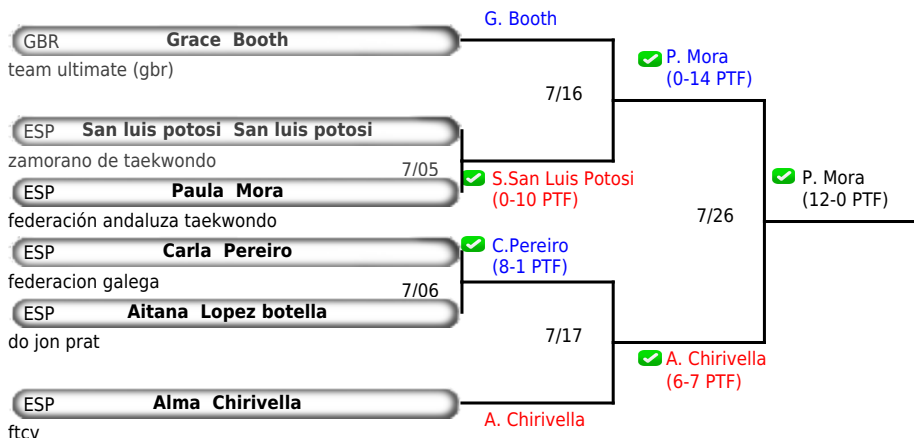 G. Booth
GBR Grace Booth
team ultimate (gbr)
P. Mora
(0-14 PTF)
7/16
ESP San luis potosi San luis potosi
zamorano de taekwondo
7/05
S.San Luis Potosi
(0-10 PTF)
ESP Paula Mora
federación andaluza taekwondo
P. Mora
(12-0 PTF)
7/26
ESP Carla Pereiro
federacion galega
C.Pereiro
(8-1 PTF)
7/06
ESP Aitana Lopez botella
do jon prat
7/17
A. Chirivella
(6-7 PTF)
ESP Alma Chirivella
ftcv
A. Chirivella